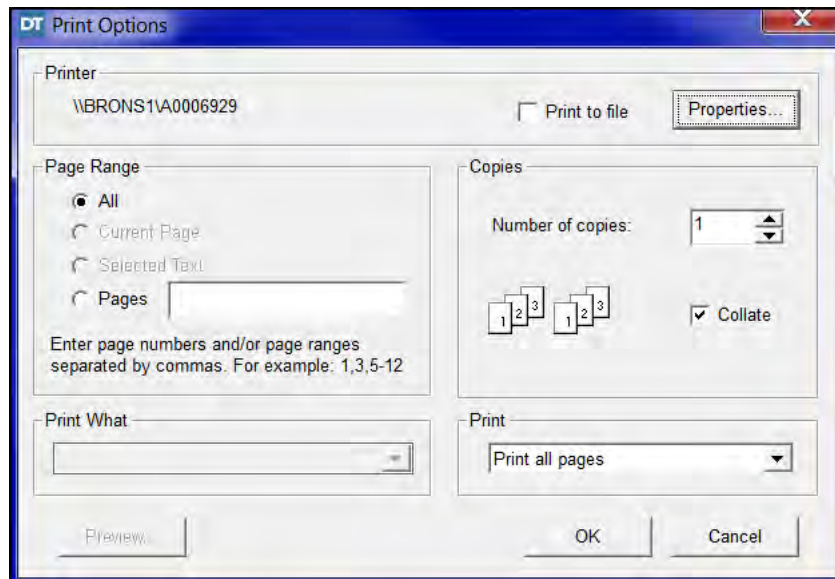 DT Print Options
X
Printer
\\BRONS1\A0006929
Print to file
Properties...
Page Range
All
Current Page
Selected Text
Pages
Enter page numbers and/or page ranges
separated by commas. For example: 1,3,5-12
Copies
Number of copies:
1
1 2 3 1 2 3
Collate
Print What
Print
Print all pages
Preview...
OK
Cancel